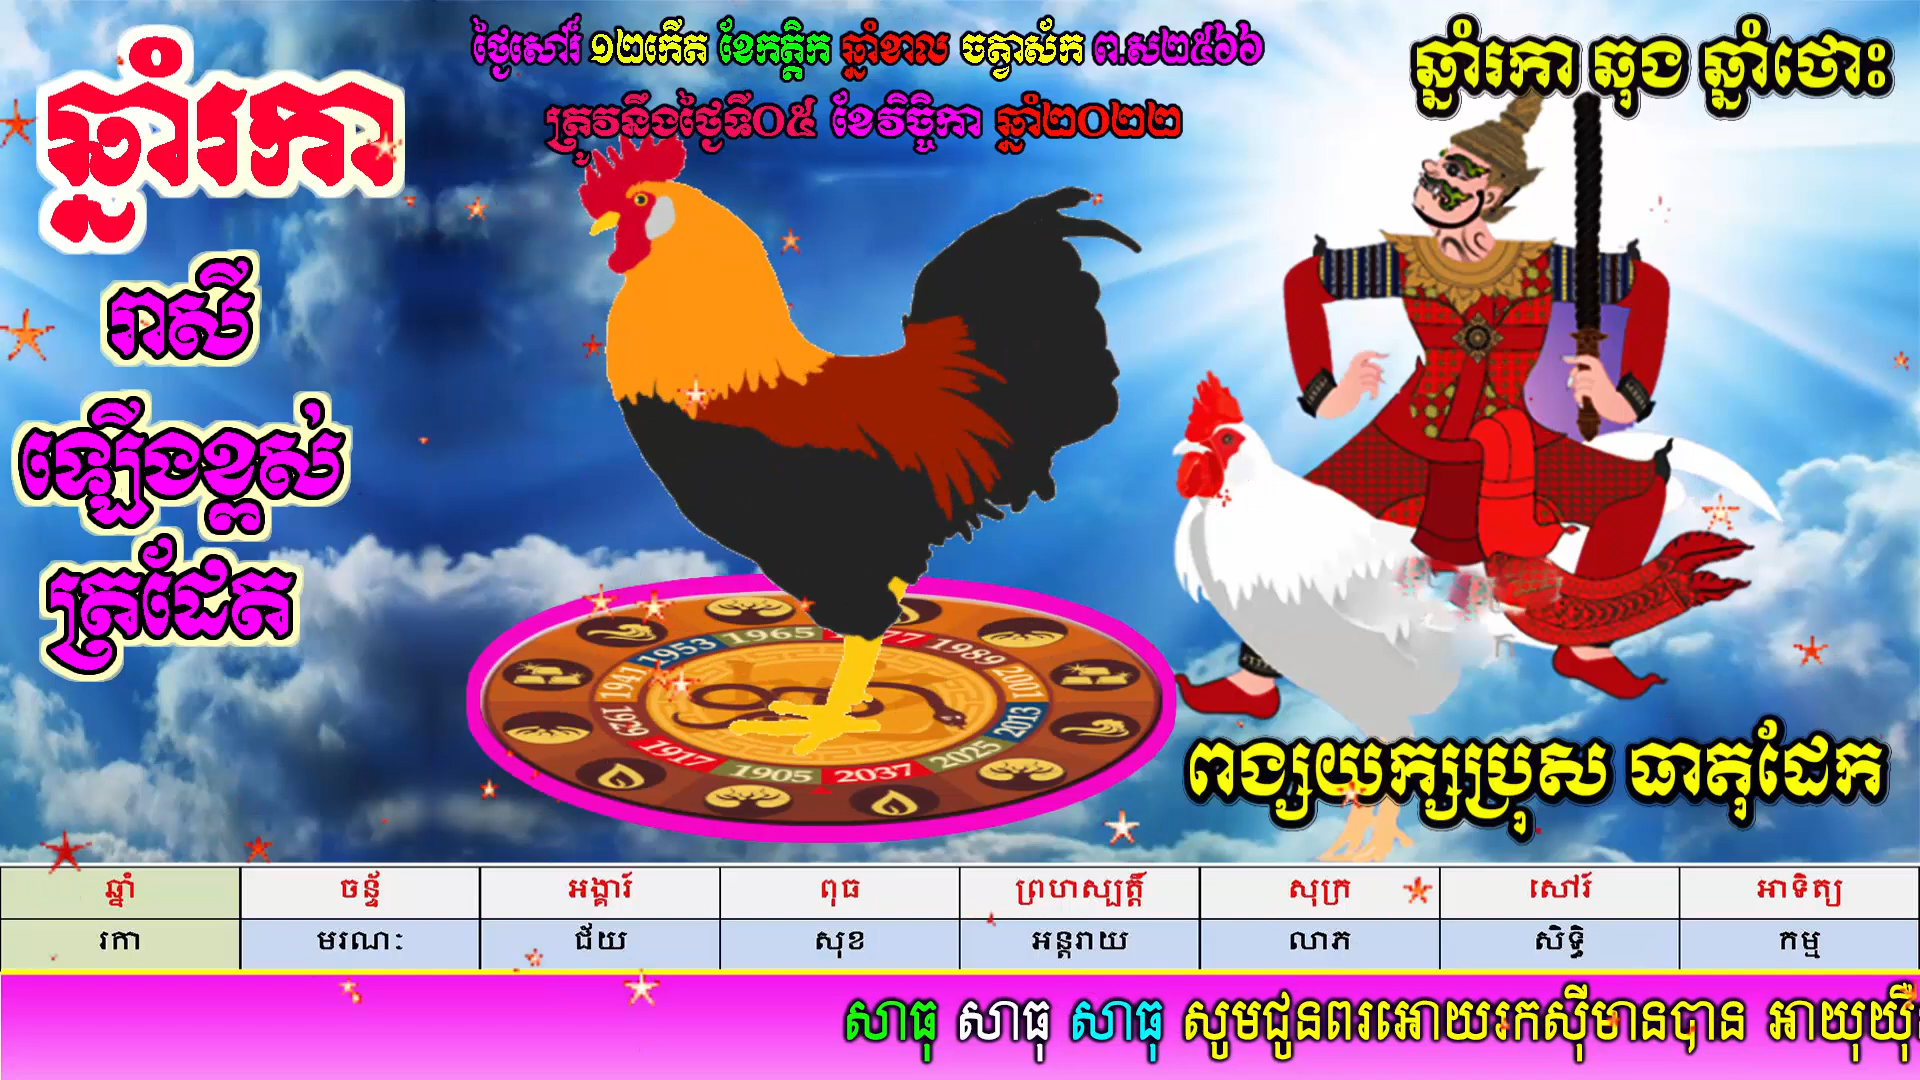 ថ្ងៃសៅរ៍ ១២កើត ខែកត្តិក ឆ្នាំខាល ចត្វាស័ក ព.ស២៥៦៦
ត្រូវនឹងថ្ងៃទី០៥ ខែវិច្ឆិកា ឆ្នាំ២០២២
ឆ្នាំរកា ឆុង ឆ្នាំថោះ
ឆ្នាំរកា
រាសី
ឡើងខ្ពស់
ត្រដែត
1965
1977
1989
2001
2013
2025
2037
1905
1917
1929
1941
1953
ពង្សយក្សប្រុស ធាតុដែក
ឆ្នាំ ចន្ទ័ អង្គារ៍ ពុធ ព្រហស្បត្តិ៍ សុក្រ សៅរ៍ អាទិត្យ
រកា មរណៈ ជ័យ សុខ អន្តរាយ លាភ សិទ្ធិ កម្ម
សាធុ សាធុ សាធុ សូមជូនពរអោយរកស៊ីមានបាន អាយុយឺ